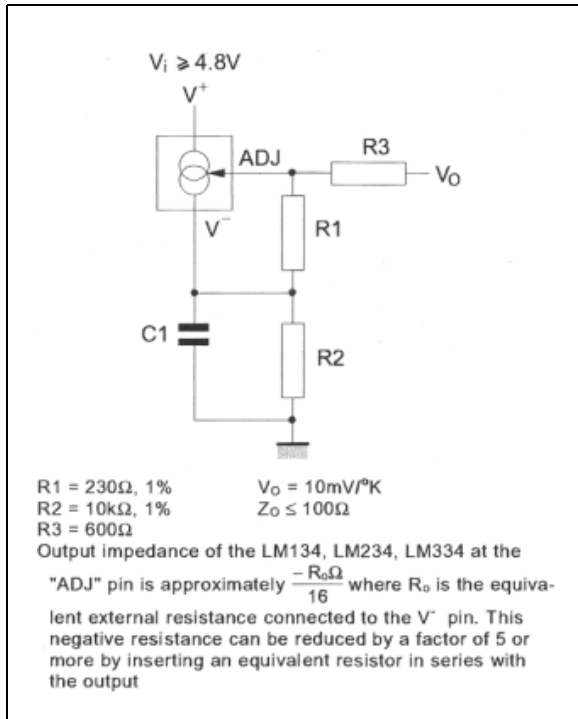 Vi ⩾ 4.8V
V⁺
ADJ
R3
V₀
V⁻
R1
C1
R2
R1 = 230Ω, 1%
V₀ = 10mV/°K
R2 = 10kΩ, 1%
Z₀ ≤ 100Ω
R3 = 600Ω
Output impedance of the LM134, LM234, LM334 at the
"ADJ" pin is approximately −R₀Ω/16 where R₀ is the equiva-
lent external resistance connected to the V⁻ pin. This
negative resistance can be reduced by a factor of 5 or
more by inserting an equivalent resistor in series with
the output